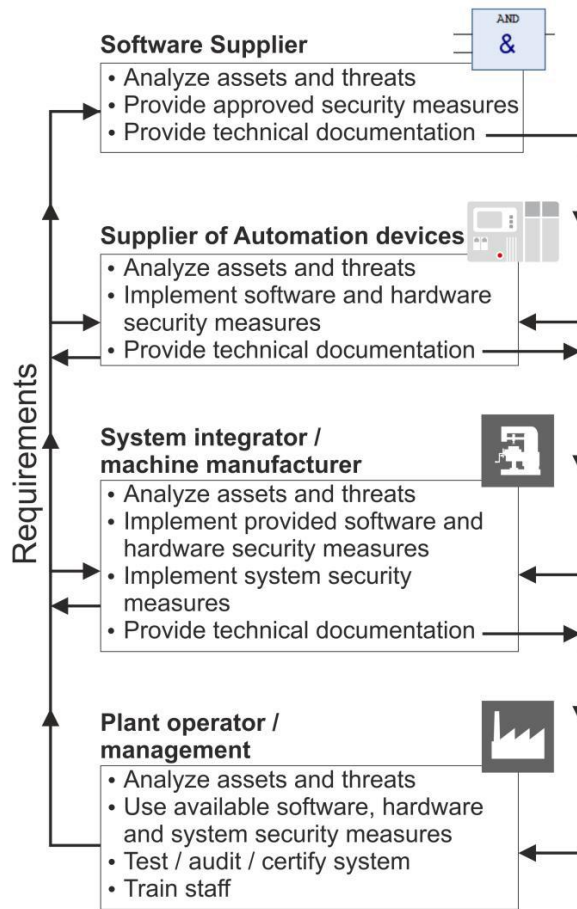 AND
&
Software Supplier
• Analyze assets and threats
• Provide approved security measures
• Provide technical documentation
Supplier of Automation devices
• Analyze assets and threats
• Implement software and hardware
security measures
• Provide technical documentation
Requirements
System integrator /
machine manufacturer
• Analyze assets and threats
• Implement provided software and
hardware security measures
• Implement system security
measures
• Provide technical documentation
Plant operator /
management
• Analyze assets and threats
• Use available software, hardware
and system security measures
• Test / audit / certify system
• Train staff